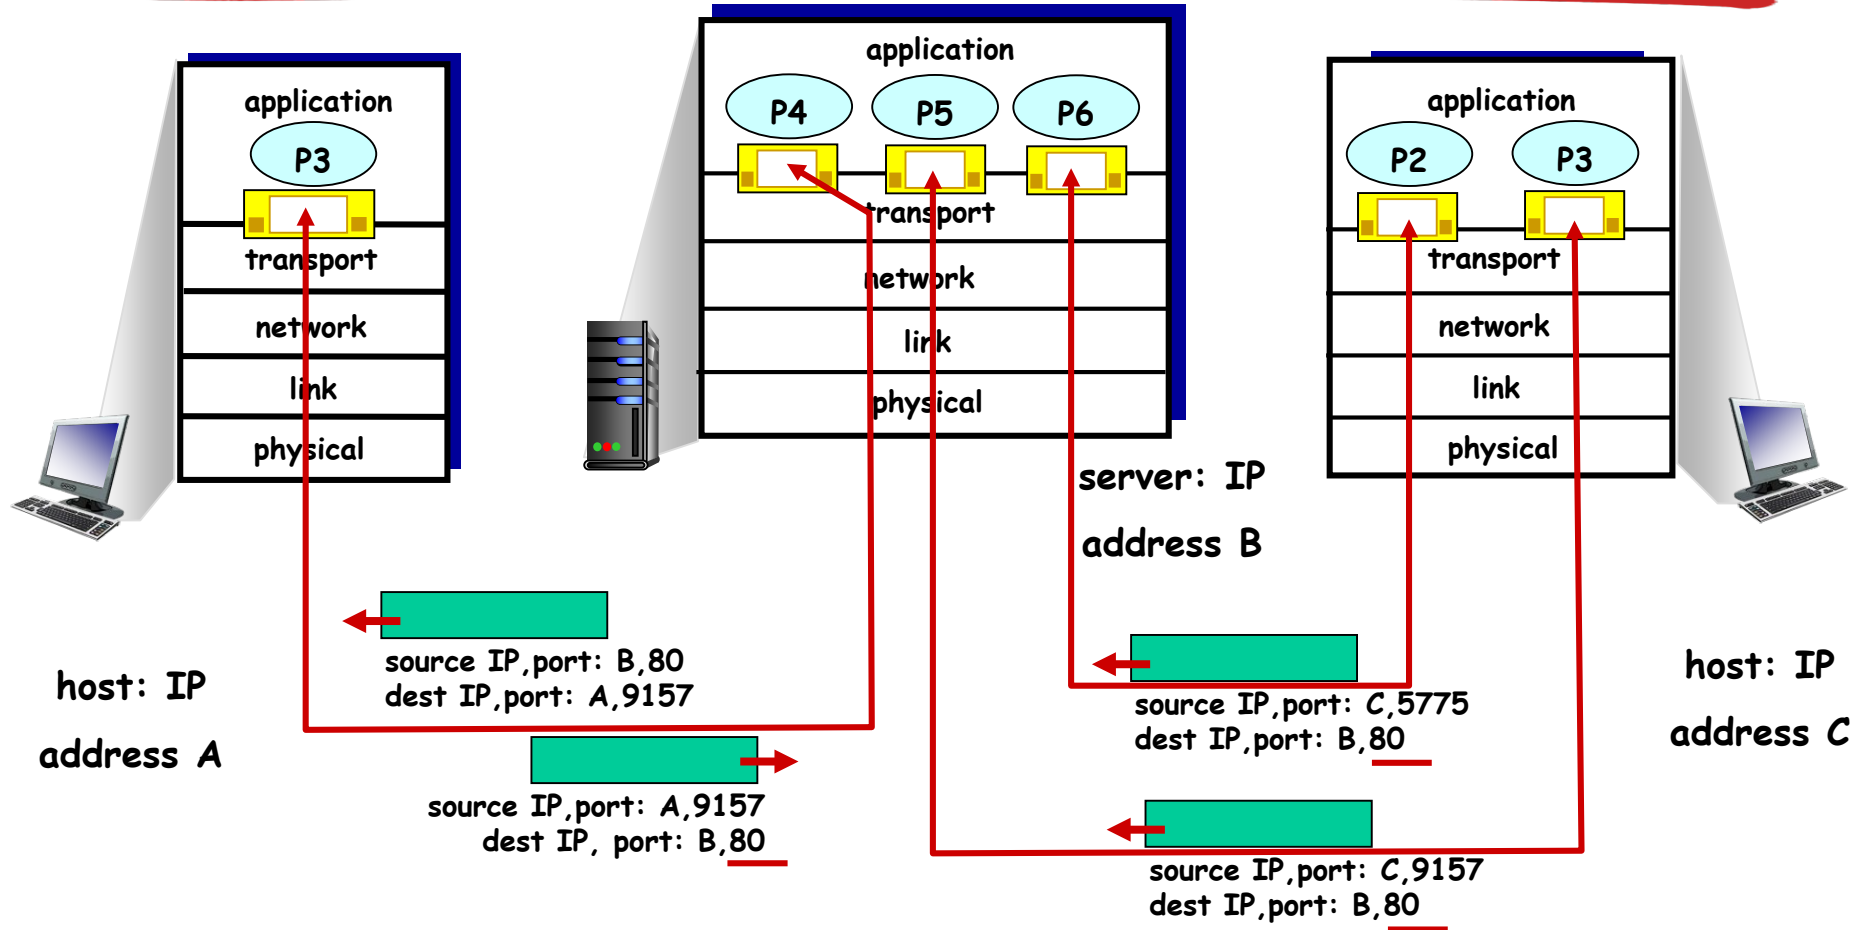 application
P3
transport
network
link
physical
host: IP
address A
application
P4 P5 P6
transport
network
link
physical
server: IP
address B
application
P2 P3
transport
network
link
physical
host: IP
address C
source IP,port: B,80
dest IP,port: A,9157
source IP,port: A,9157
dest IP, port: B,80
source IP,port: C,5775
dest IP,port: B,80
source IP,port: C,9157
dest IP,port: B,80